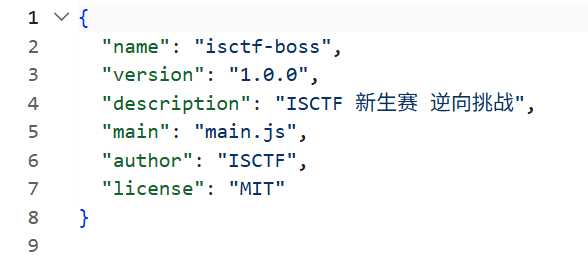 1 {
2 "name": "isctf-boss",
3 "version": "1.0.0",
4 "description": "ISCTF 新生赛 逆向挑战",
5 "main": "main.js",
6 "author": "ISCTF",
7 "license": "MIT"
8 }
9